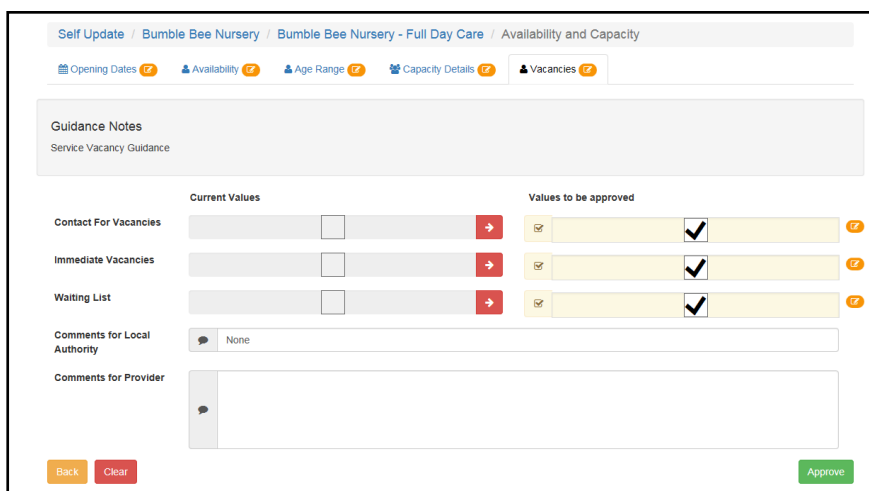 Self Update / Bumble Bee Nursery / Bumble Bee Nursery - Full Day Care / Availability and Capacity
Opening Dates Availability Age Range Capacity Details Vacancies
Guidance Notes
Service Vacancy Guidance
Current Values Values to be approved
Contact For Vacancies
Immediate Vacancies
Waiting List
Comments for Local
Authority
None
Comments for Provider
Back Clear Approve